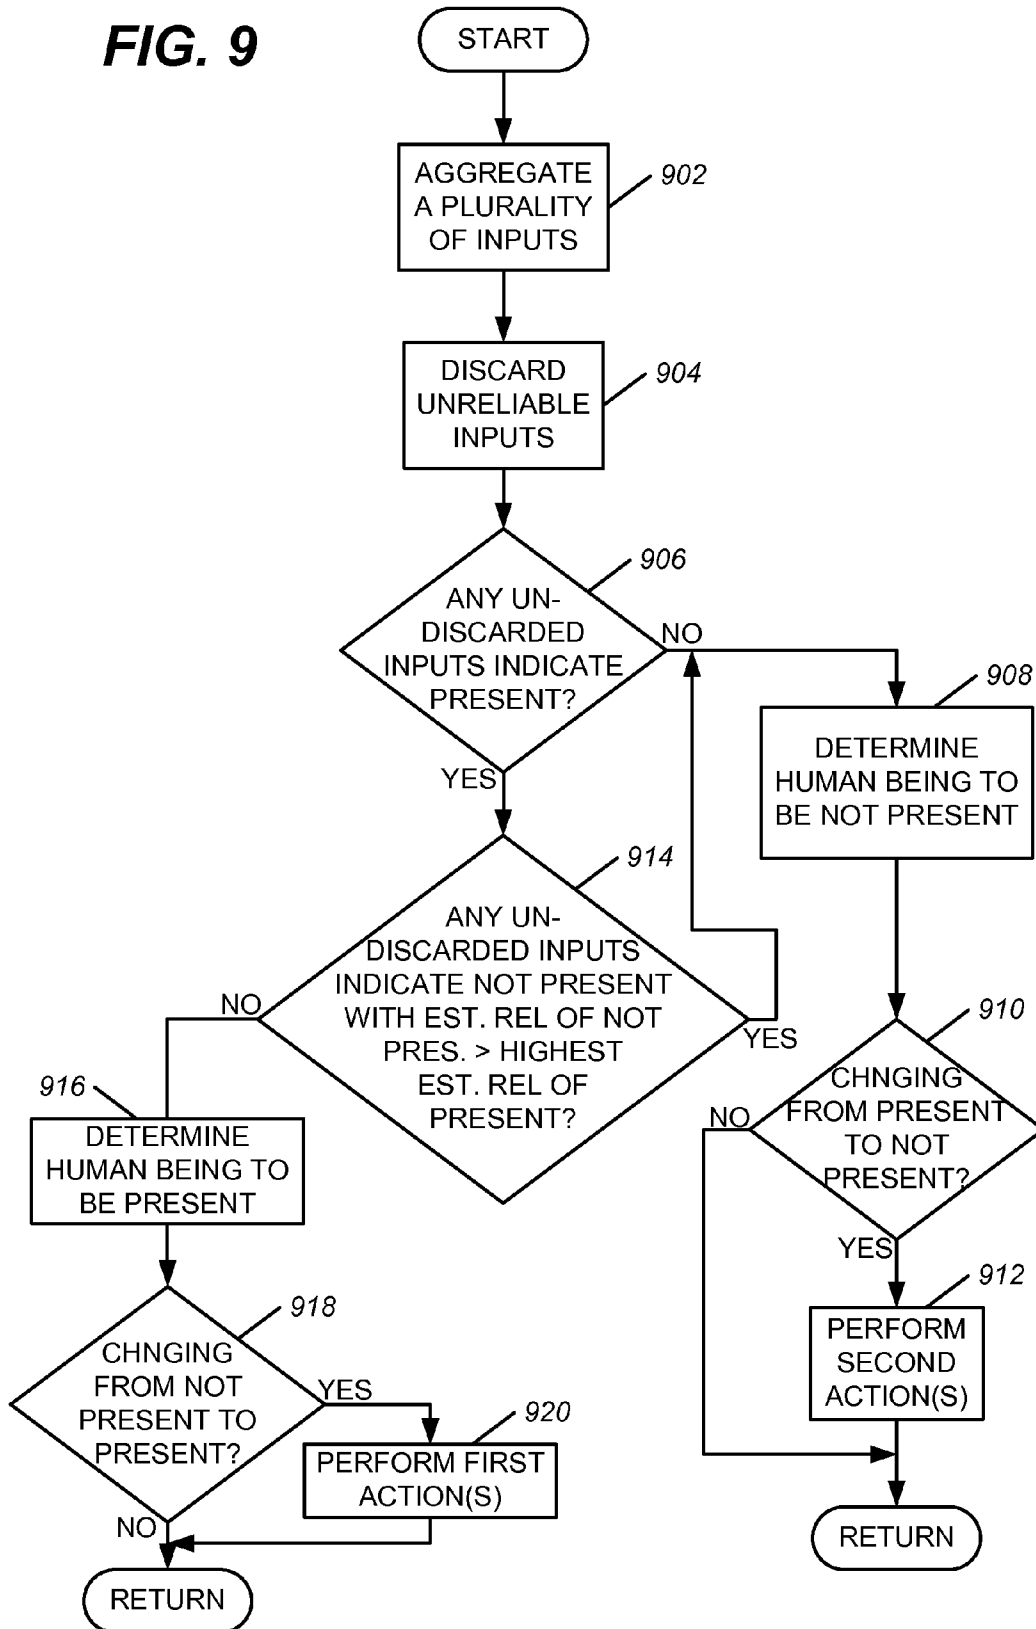 FIG. 9
START
AGGREGATE
A PLURALITY
OF INPUTS
902
DISCARD
UNRELIABLE
INPUTS
904
ANY UN-
DISCARDED
INPUTS INDICATE
PRESENT?
906
NO
YES
908
DETERMINE
HUMAN BEING TO
BE NOT PRESENT
914
ANY UN-
DISCARDED INPUTS
INDICATE NOT PRESENT
WITH EST. REL OF NOT
PRES. > HIGHEST
EST. REL OF
PRESENT?
NO
YES
910
CHNGING
FROM PRESENT
TO NOT
PRESENT?
NO
YES
916
DETERMINE
HUMAN BEING TO
BE PRESENT
912
PERFORM
SECOND
ACTION(S)
918
CHNGING
FROM NOT
PRESENT TO
PRESENT?
YES
920
PERFORM FIRST
ACTION(S)
NO
RETURN
RETURN